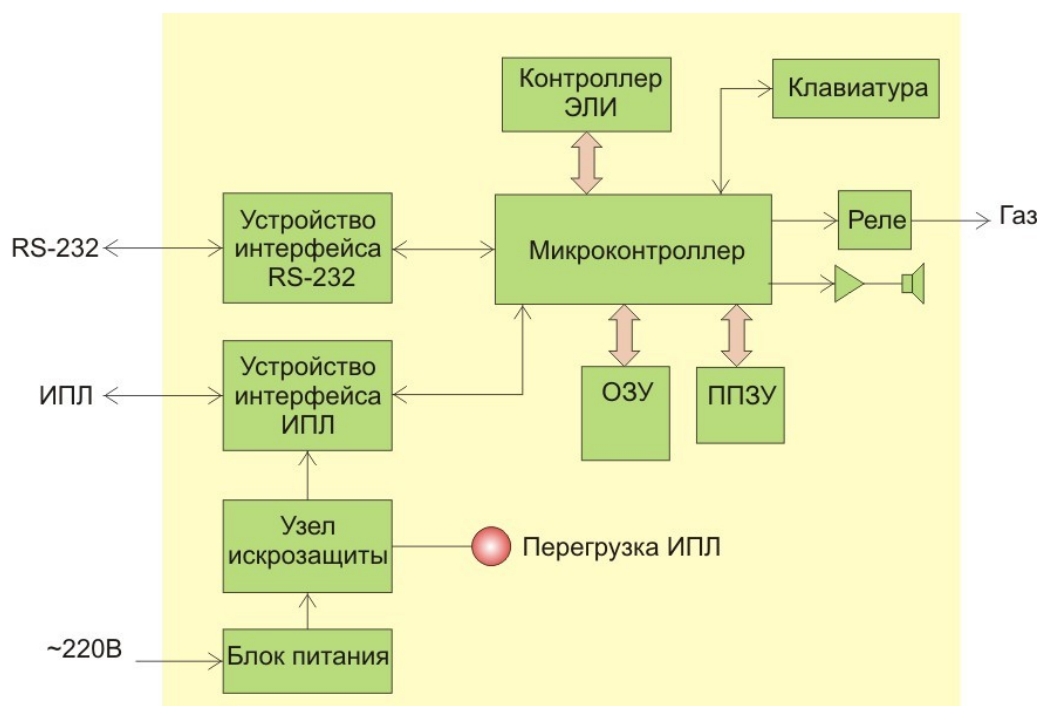 Контроллер
ЭЛИ
Клавиатура
Устройство
интерфейса
RS-232
RS-232
Микроконтроллер
Реле
Газ
Устройство
интерфейса
ИПЛ
ИПЛ
ОЗУ
ППЗУ
Узел
искрозащиты
Перегрузка ИПЛ
~220В
Блок питания